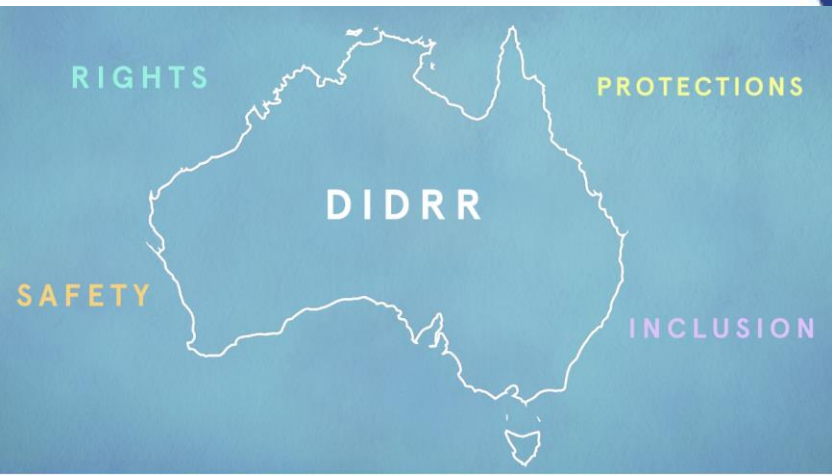 RIGHTS
PROTECTIONS
DIDRR
SAFETY
INCLUSION